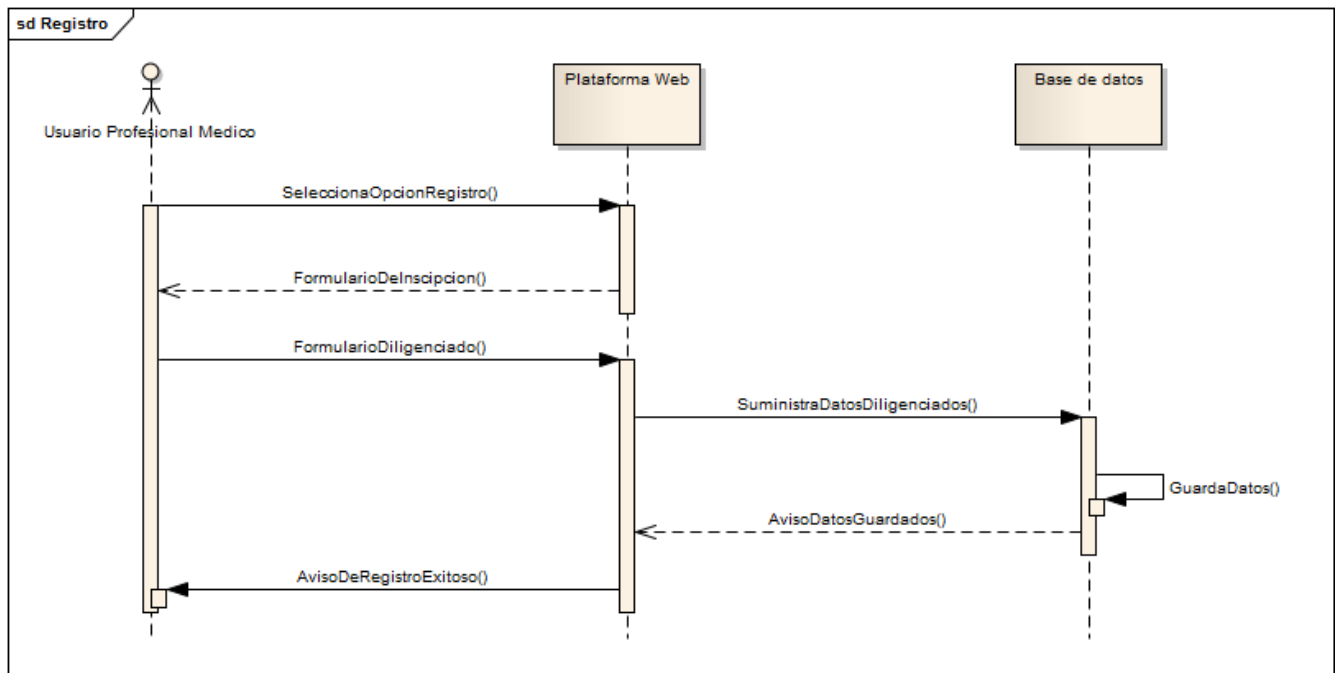 sd Registro
Usuario Profesional Medico
Plataforma Web
Base de datos
SeleccionaOpcionRegistro()
FormularioDeInscipcion()
FormularioDiligenciado()
SuministraDatosDiligenciados()
GuardaDatos()
AvisoDatosGuardados()
AvisoDeRegistroExitoso()